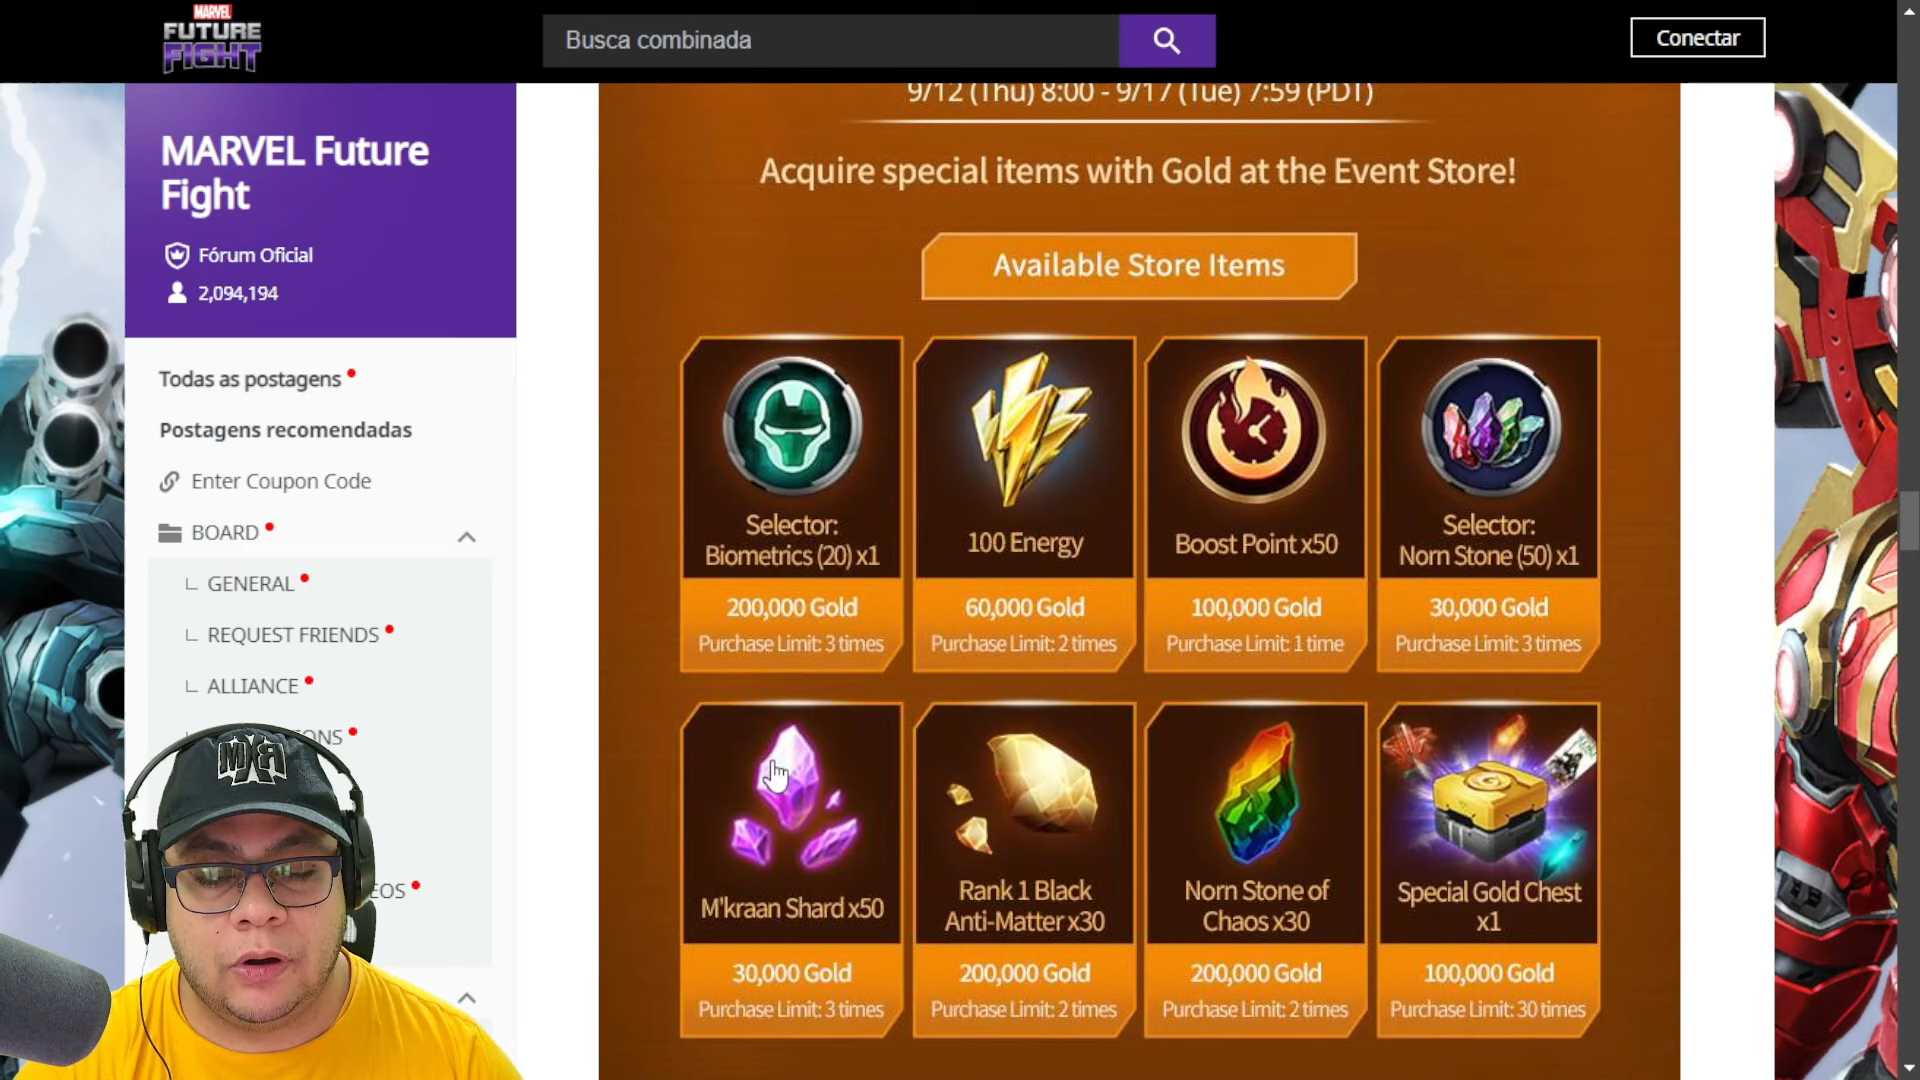 MARVEL
FUTURE
FIGHT
Busca combinada
Conectar
MARVEL Future
Fight
Fórum Oficial
2,094,194
Todas as postagens
Postagens recomendadas
Enter Coupon Code
BOARD
GENERAL
REQUEST FRIENDS
ALLIANCE
ONS
EOS
MXR
9/12 (Thu) 8:00 - 9/17 (Tue) 7:59 (PDT)
Acquire special items with Gold at the Event Store!
Available Store Items
Selector:
Biometrics (20) x1
200,000 Gold
Purchase Limit: 3 times
100 Energy
60,000 Gold
Purchase Limit: 2 times
Boost Point x50
100,000 Gold
Purchase Limit: 1 time
Selector:
Norn Stone (50) x1
30,000 Gold
Purchase Limit: 3 times
M'kraan Shard x50
30,000 Gold
Purchase Limit: 3 times
Rank 1 Black
Anti-Matter x30
200,000 Gold
Purchase Limit: 2 times
Norn Stone of
Chaos x30
200,000 Gold
Purchase Limit: 2 times
Special Gold Chest
x1
100,000 Gold
Purchase Limit: 30 times